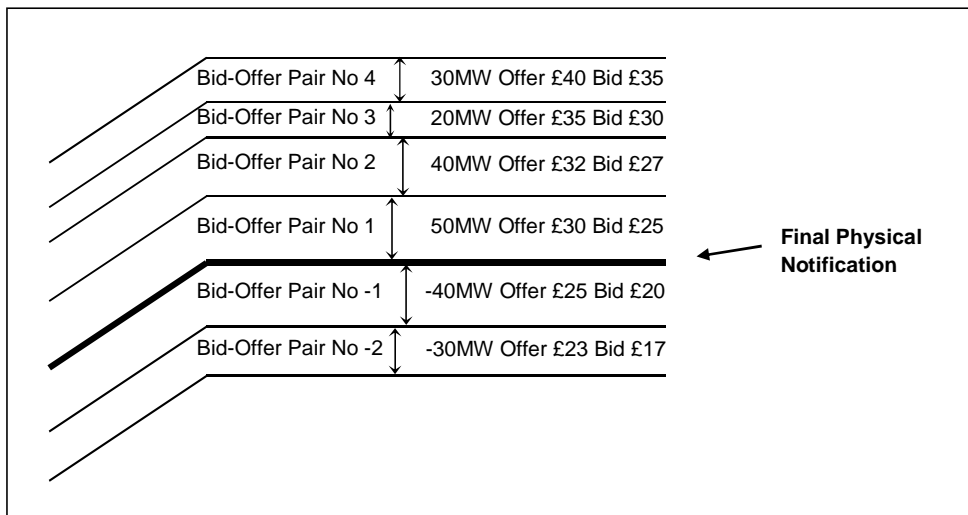 Bid-Offer Pair No 4 30MW Offer £40 Bid £35
Bid-Offer Pair No 3 20MW Offer £35 Bid £30
Bid-Offer Pair No 2 40MW Offer £32 Bid £27
Bid-Offer Pair No 1 50MW Offer £30 Bid £25
Final Physical
Notification
Bid-Offer Pair No -1 -40MW Offer £25 Bid £20
Bid-Offer Pair No -2 -30MW Offer £23 Bid £17